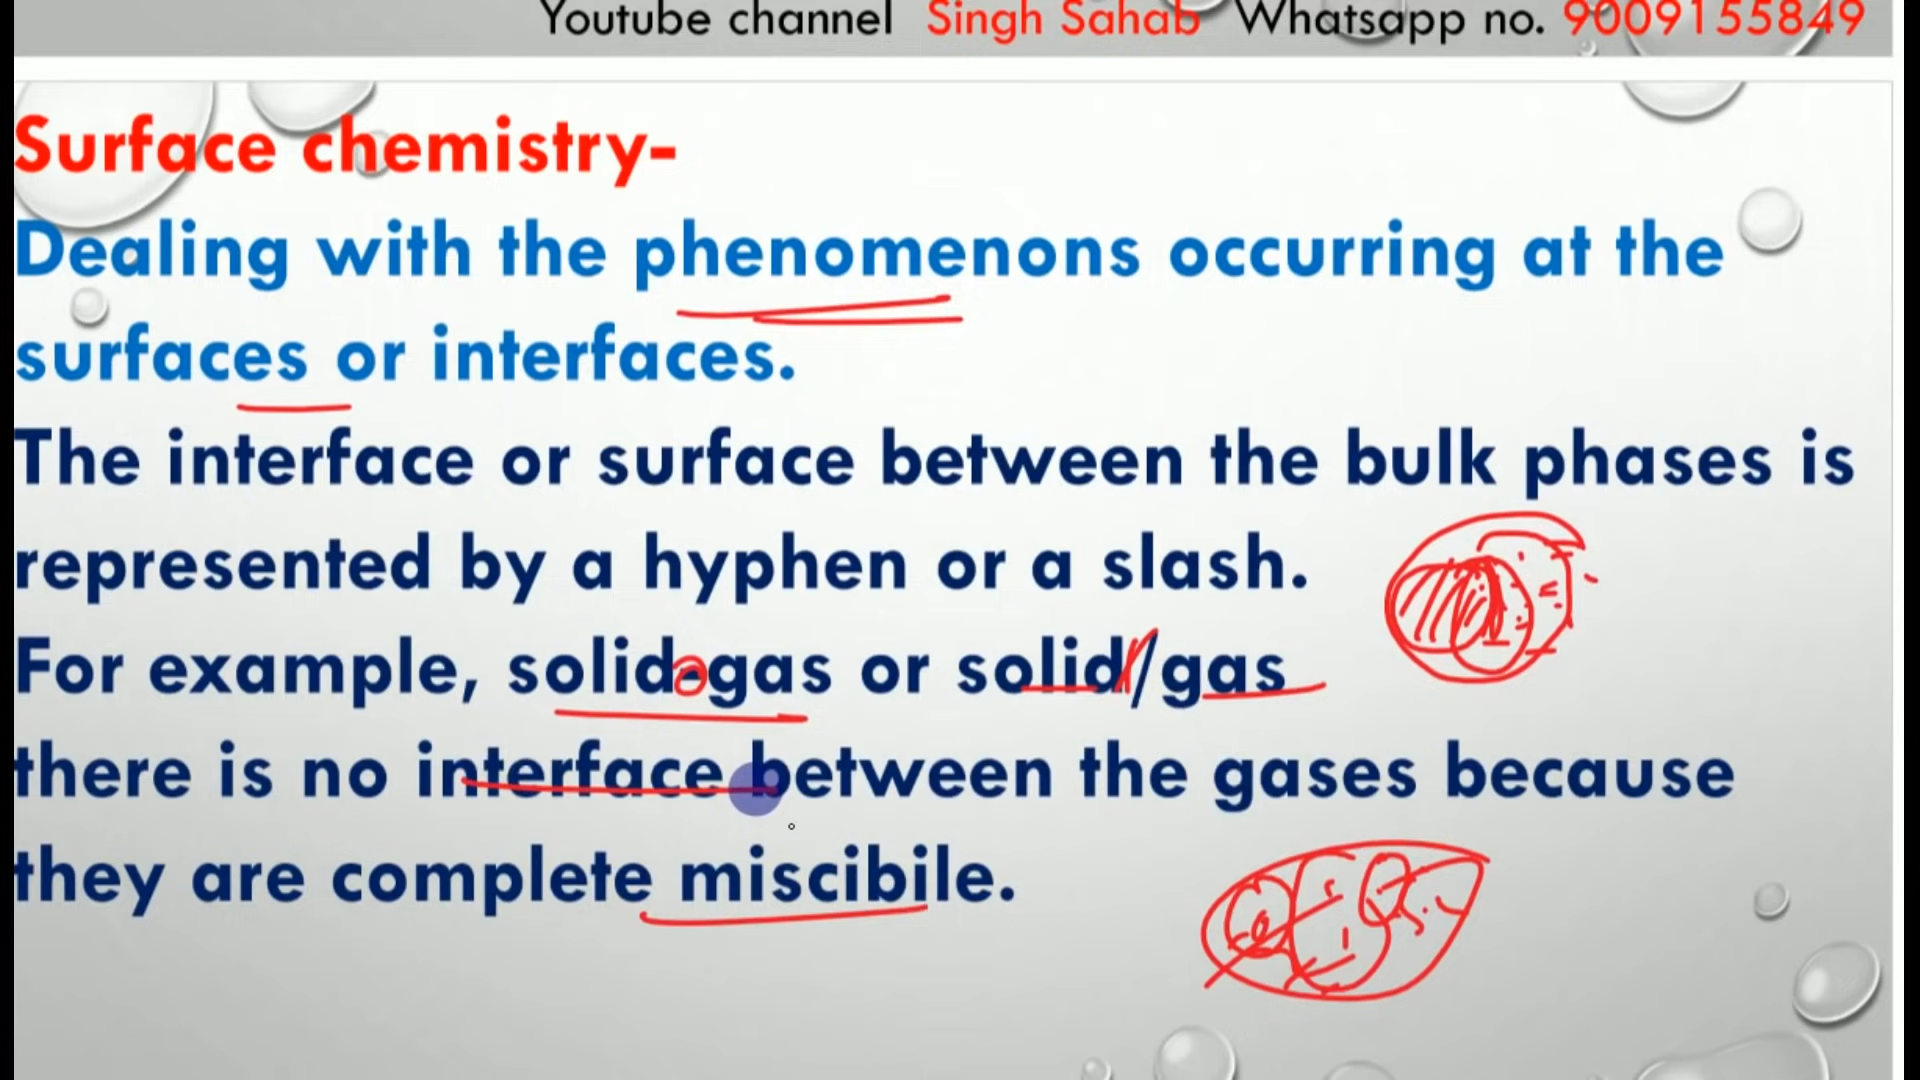 Youtube channel Singh Sahab Whatsapp no. 9009155849
Surface chemistry-
Dealing with the phenomenons occurring at the
surfaces or interfaces.
The interface or surface between the bulk phases is
represented by a hyphen or a slash.
For example, solid-gas or solid/gas
there is no interface between the gases because
they are complete miscibile.